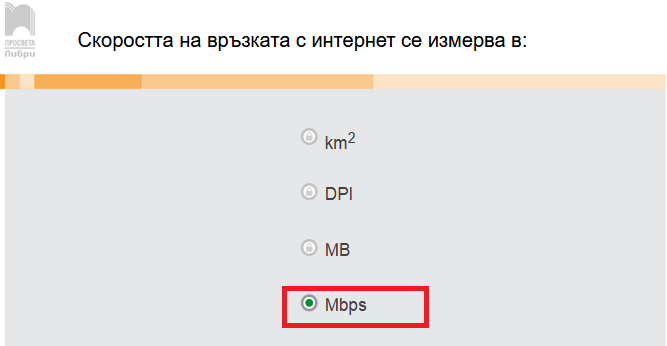 ПРОСВЕТА
Либри
Скоростта на връзката с интернет се измерва в:
km²
DPI
MB
Mbps